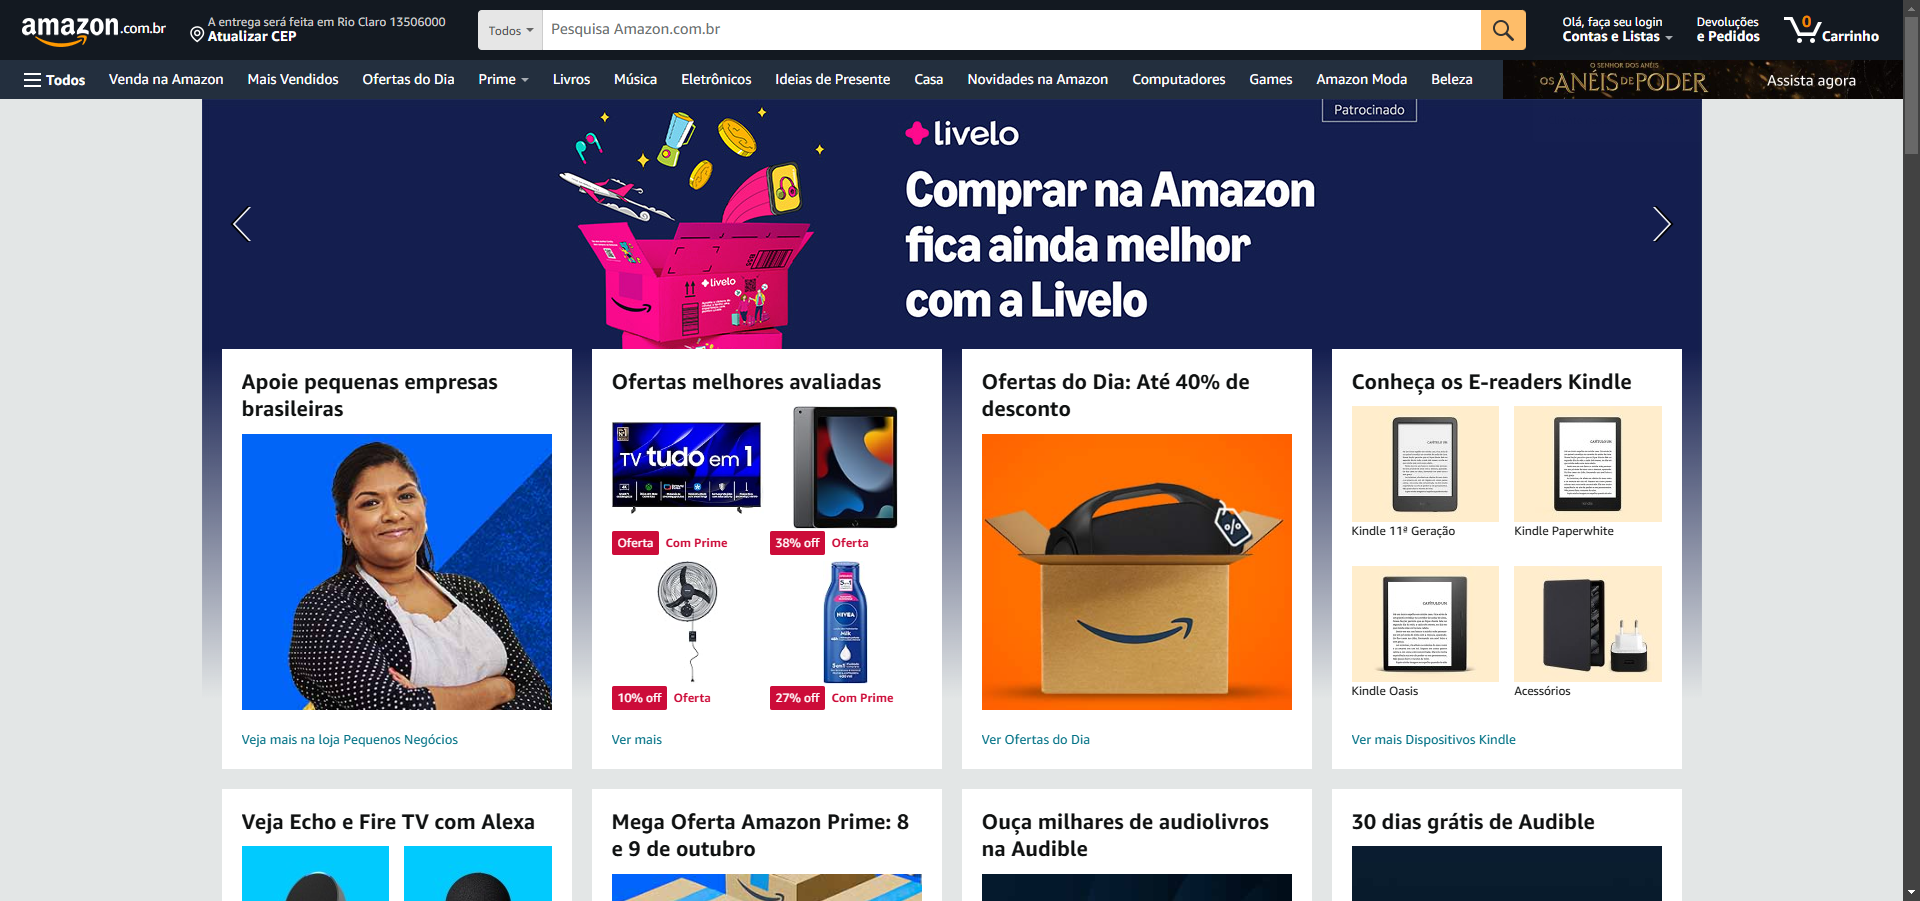 amazon.com.br
A entrega será feita em Rio Claro 13506000
Atualizar CEP
Todos
Pesquisa Amazon.com.br
Olá, faça seu login
Contas e Listas
Devoluções
e Pedidos
0
Carrinho
Todos
Venda na Amazon
Mais Vendidos
Ofertas do Dia
Prime
Livros
Música
Eletrônicos
Ideias de Presente
Casa
Novidades na Amazon
Computadores
Games
Amazon Moda
Beleza
O SENHOR DOS ANÉIS
OS ANÉIS DE PODER
Assista agora
Patrocinado
livelo
Comprar na Amazon
fica ainda melhor
com a Livelo
livelo
Apoie pequenas empresas
brasileiras
Veja mais na loja Pequenos Negócios
Ofertas melhores avaliadas
TV tudo em 1
Oferta Com Prime
38% off Oferta
NIVEA
Milk
5em1
10% off Oferta
27% off Com Prime
Ver mais
Ofertas do Dia: Até 40% de
desconto
%
Ver Ofertas do Dia
Conheça os E-readers Kindle
CAPÍTULO UM
CAPÍTULO UM
Kindle 11ª Geração
Kindle Paperwhite
CAPÍTULO UM
Kindle Oasis
Acessórios
Ver mais Dispositivos Kindle
Veja Echo e Fire TV com Alexa
Mega Oferta Amazon Prime: 8
e 9 de outubro
Ouça milhares de audiolivros
na Audible
30 dias grátis de Audible